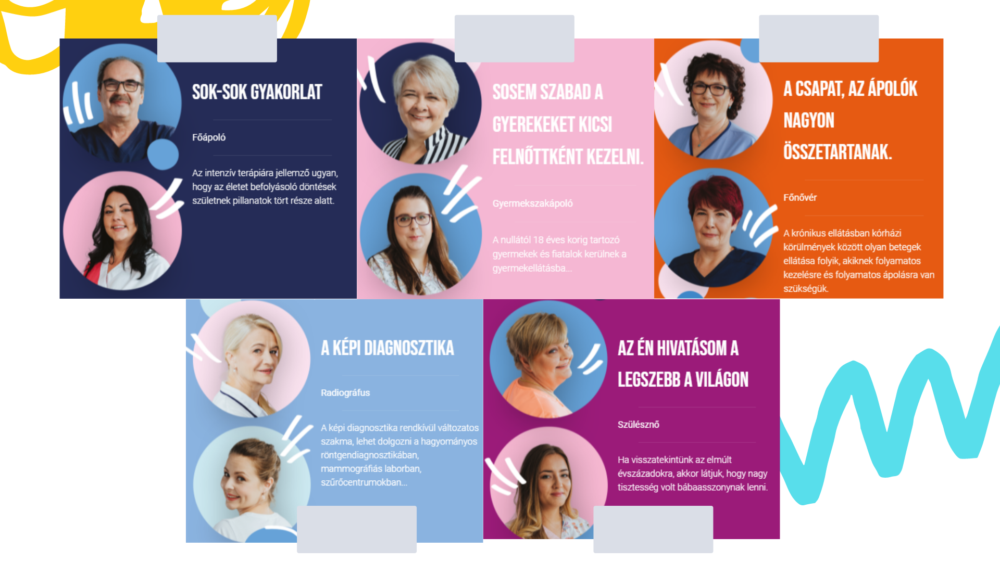 SOK-SOK GYAKORLAT
Főápoló
Az intenzív terápiára jellemző ugyan,
hogy az életet befolyásoló döntések
születnek pillanatok tört része alatt.
SOSEM SZABAD A
GYEREKEKET KICSI
FELNŐTTKÉNT KEZELNI.
Gyermekszakápoló
A nullától 18 éves korig tartozó
gyermekek és fiatalok kerülnek a
gyermekellátásba...
A CSAPAT, AZ ÁPOLÓK
NAGYON
ÖSSZETARTANAK.
Főnővér
A krónikus ellátásban kórházi
körülmények között olyan betegek
ellátása folyik, akiknek folyamatos
kezelésre és folyamatos ápolásra van
szükségük.
A KÉPI DIAGNOSZTIKA
Radiográfus
A képi diagnosztika rendkívül változatos
szakma, lehet dolgozni a hagyományos
röntgendiagnosztikában,
mammográfiás laborban,
szűrőcentrumokban...
AZ ÉN HIVATÁSOM A
LEGSZEBB A VILÁGON
Szülésznő
Ha visszatekintünk az elmúlt
évszázadokra, akkor látjuk, hogy nagy
tisztesség volt bábaasszonynak lenni.